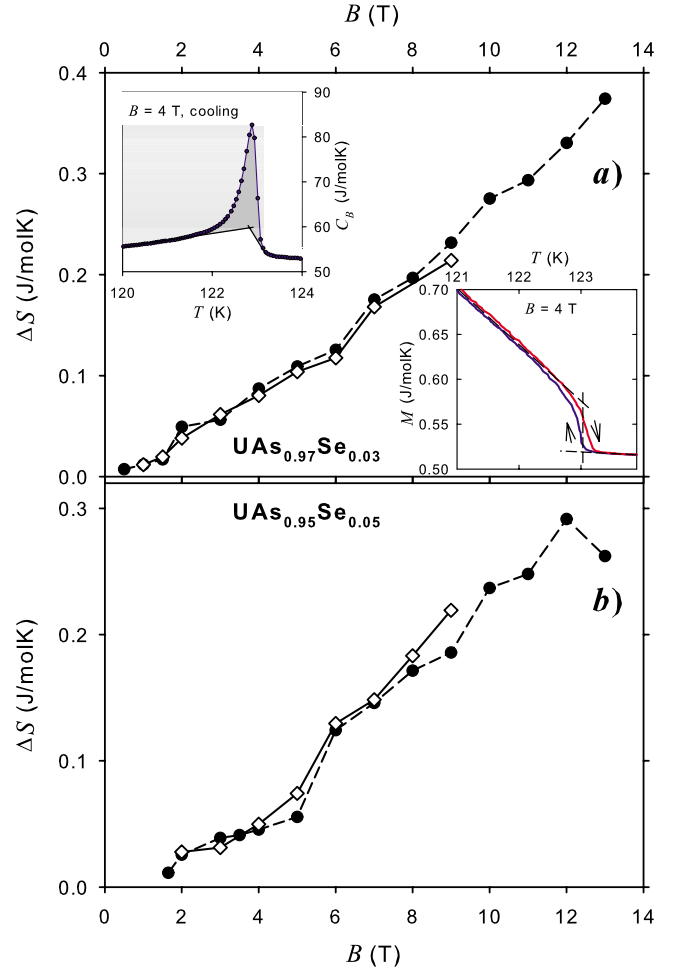 B (T)
0 2 4 6 8 10 12 14
0.4
0.3
0.2
0.1
0.0
ΔS (J/molK)
a)
B = 4 T, cooling
90
80
70
60
50
C_B (J/molK)
120 122 124
T (K)
T (K)
121 122 123
B = 4 T
0.70
0.65
0.60
0.55
0.50
M (J/molK)
UAs0.97Se0.03
UAs0.95Se0.05
b)
0.3
0.2
0.1
0.0
ΔS (J/molK)
0 2 4 6 8 10 12 14
B (T)